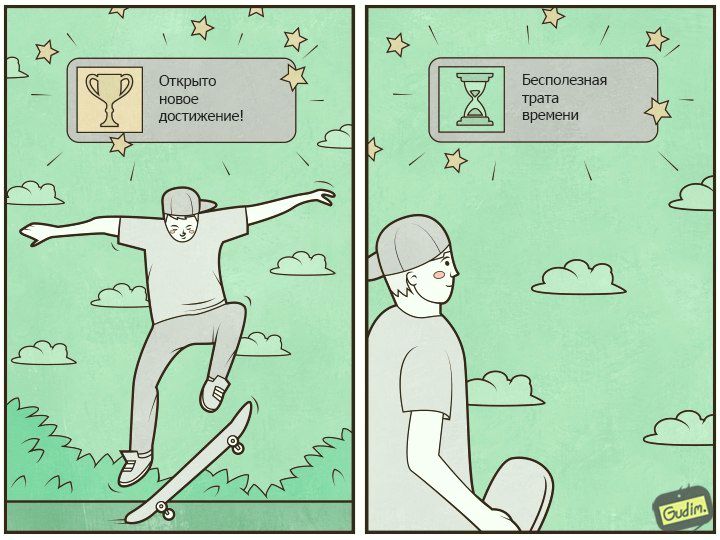 Открыто
новое
достижение!
Бесполезная
трата
времени
Gudim.